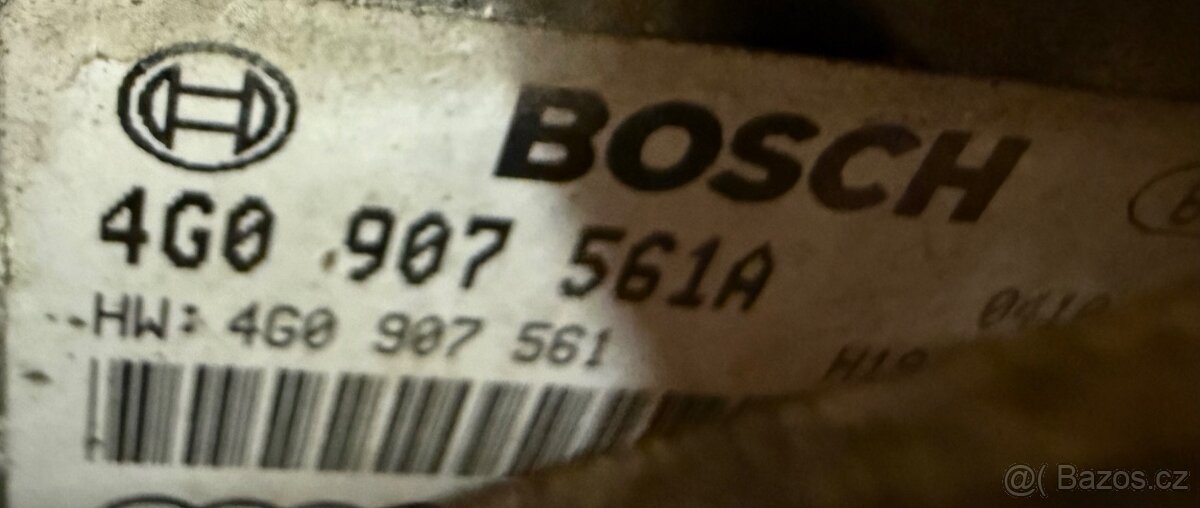 BOSCH
4G0 907 561A
HW: 4G0 907 561
@( Bazos.cz